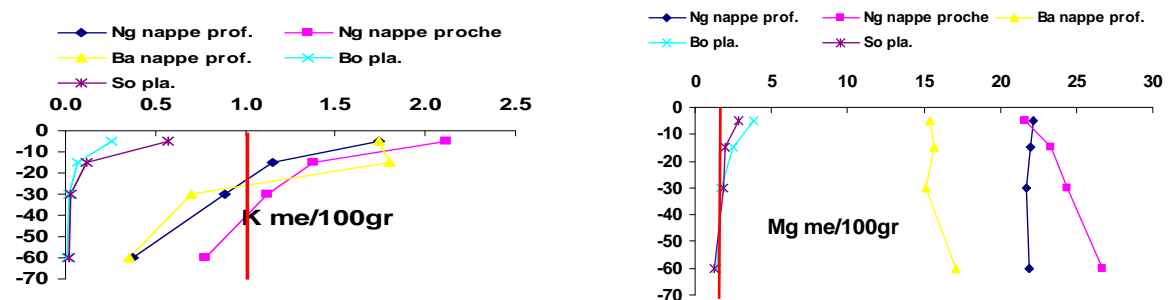 Ng nappe prof. Ng nappe proche
Ba nappe prof. Bo pla.
So pla.
0.0 0.5 1.0 1.5 2.0 2.5
0
-10
-20
-30
-40
-50
-60
-70
K me/100gr
Ng nappe prof. Ng nappe proche Ba nappe prof.
Bo pla. So pla.
0 5 10 15 20 25 30
0
-10
-20
-30
-40
-50
-60
-70
Mg me/100gr